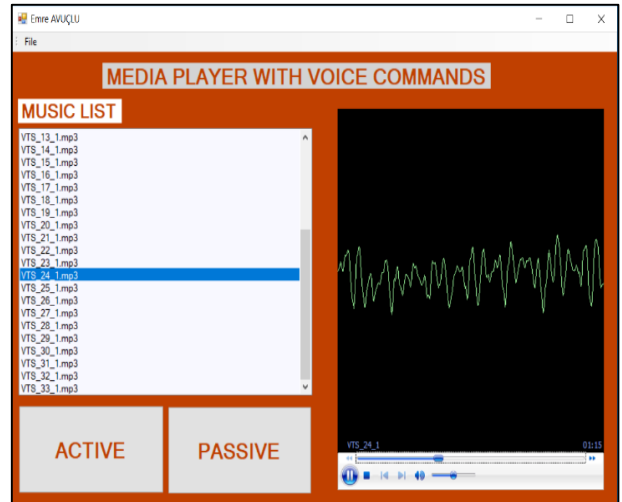 Emre AVUÇLU
File
MEDIA PLAYER WITH VOICE COMMANDS
MUSIC LIST
VTS_13_1.mp3
VTS_14_1.mp3
VTS_15_1.mp3
VTS_16_1.mp3
VTS_17_1.mp3
VTS_18_1.mp3
VTS_19_1.mp3
VTS_20_1.mp3
VTS_21_1.mp3
VTS_22_1.mp3
VTS_23_1.mp3
VTS_24_1.mp3
VTS_25_1.mp3
VTS_26_1.mp3
VTS_27_1.mp3
VTS_28_1.mp3
VTS_29_1.mp3
VTS_30_1.mp3
VTS_31_1.mp3
VTS_32_1.mp3
VTS_33_1.mp3
VTS_24_1 01:15
ACTIVE PASSIVE